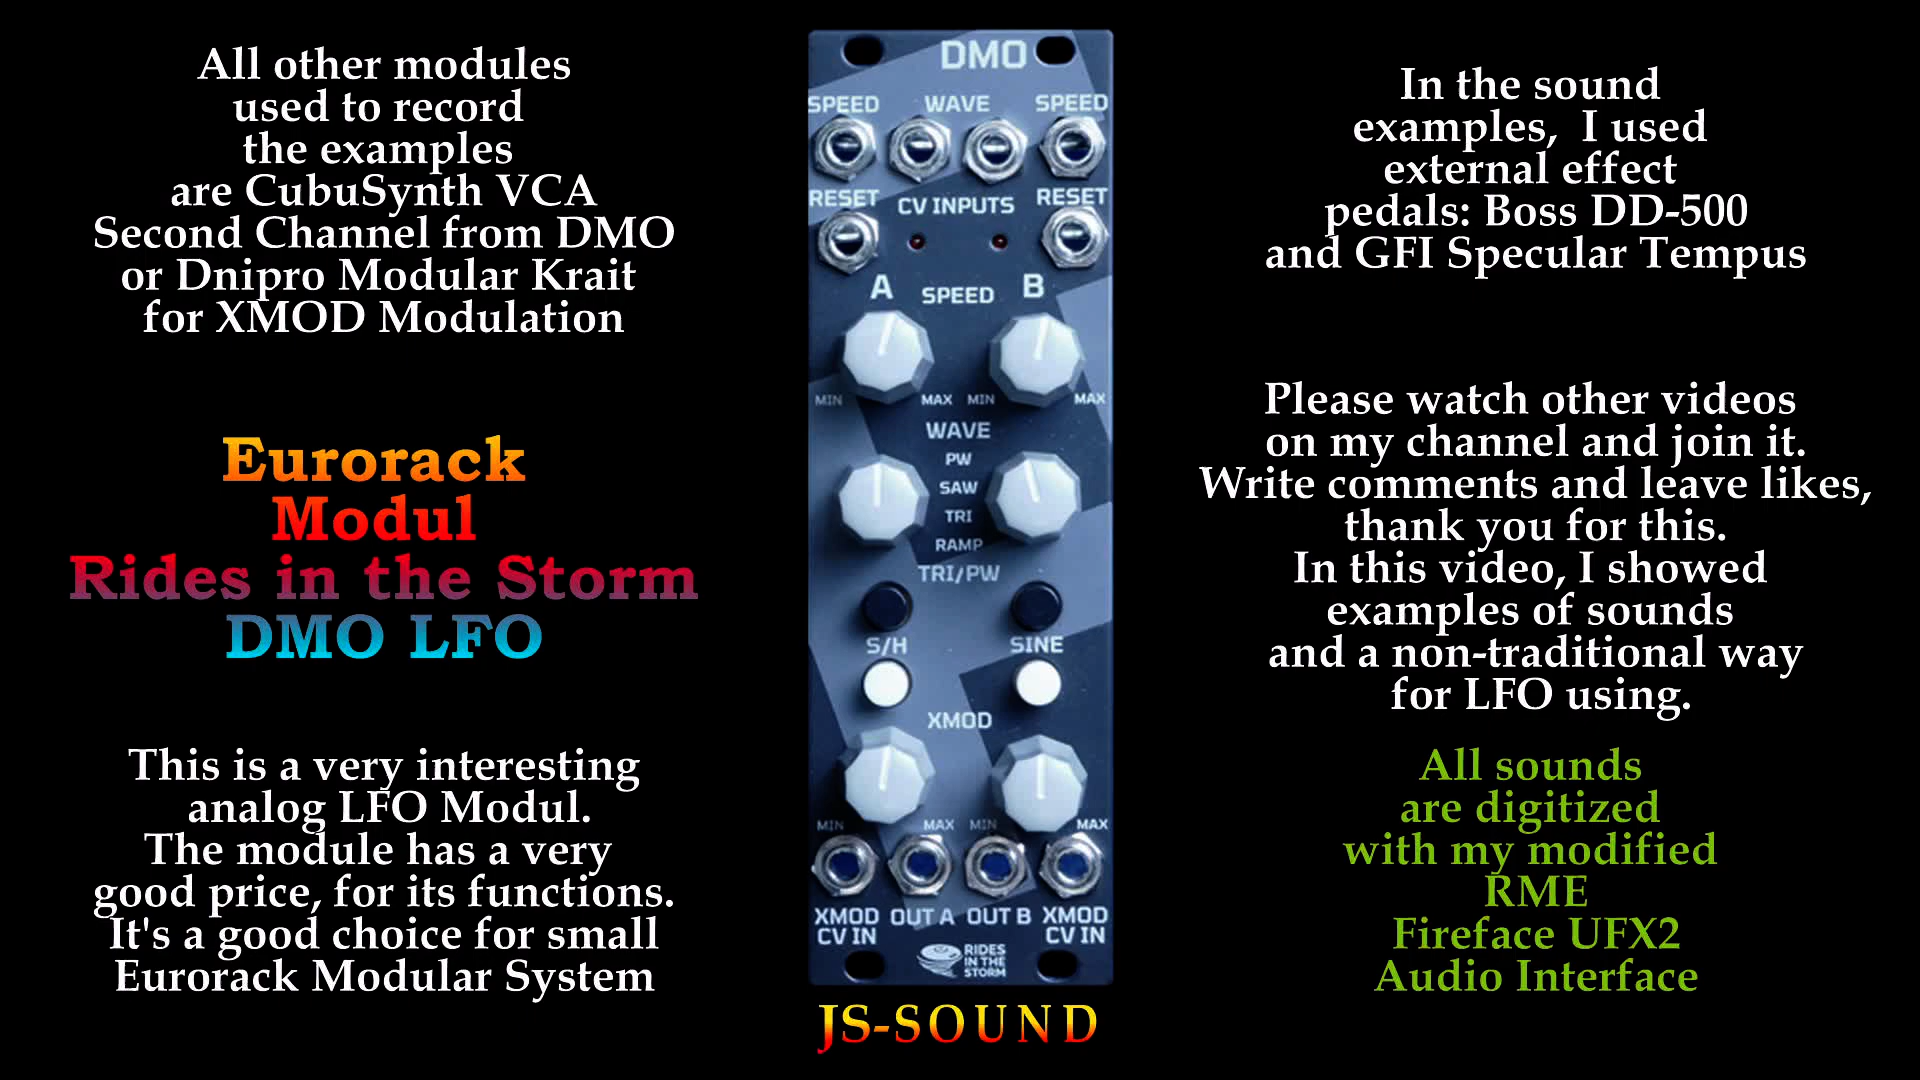 All other modules
used to record
the examples
are CubuSynth VCA
Second Channel from DMO
or Dnipro Modular Krait
for XMOD Modulation
Eurorack
Modul
Rides in the Storm
DMO LFO
This is a very interesting
analog LFO Modul.
The module has a very
good price, for its functions.
It's a good choice for small
Eurorack Modular System
DMO
SPEED WAVE SPEED
RESET CV INPUTS RESET
A SPEED B
MIN MAX MIN MAX
WAVE
PW
SAW
TRI
RAMP
TRI/PW
S/H SINE
XMOD
MIN MAX MIN MAX
XMOD OUT A OUT B XMOD
CV IN CV IN
RIDES
IN THE
STORM
JS-SOUND
In the sound
examples,  I used
external effect
pedals: Boss DD-500
and GFI Specular Tempus
Please watch other videos
on my channel and join it.
Write comments and leave likes,
thank you for this.
In this video, I showed
examples of sounds
and a non-traditional way
for LFO using.
All sounds
are digitized
with my modified
RME
Fireface UFX2
Audio Interface